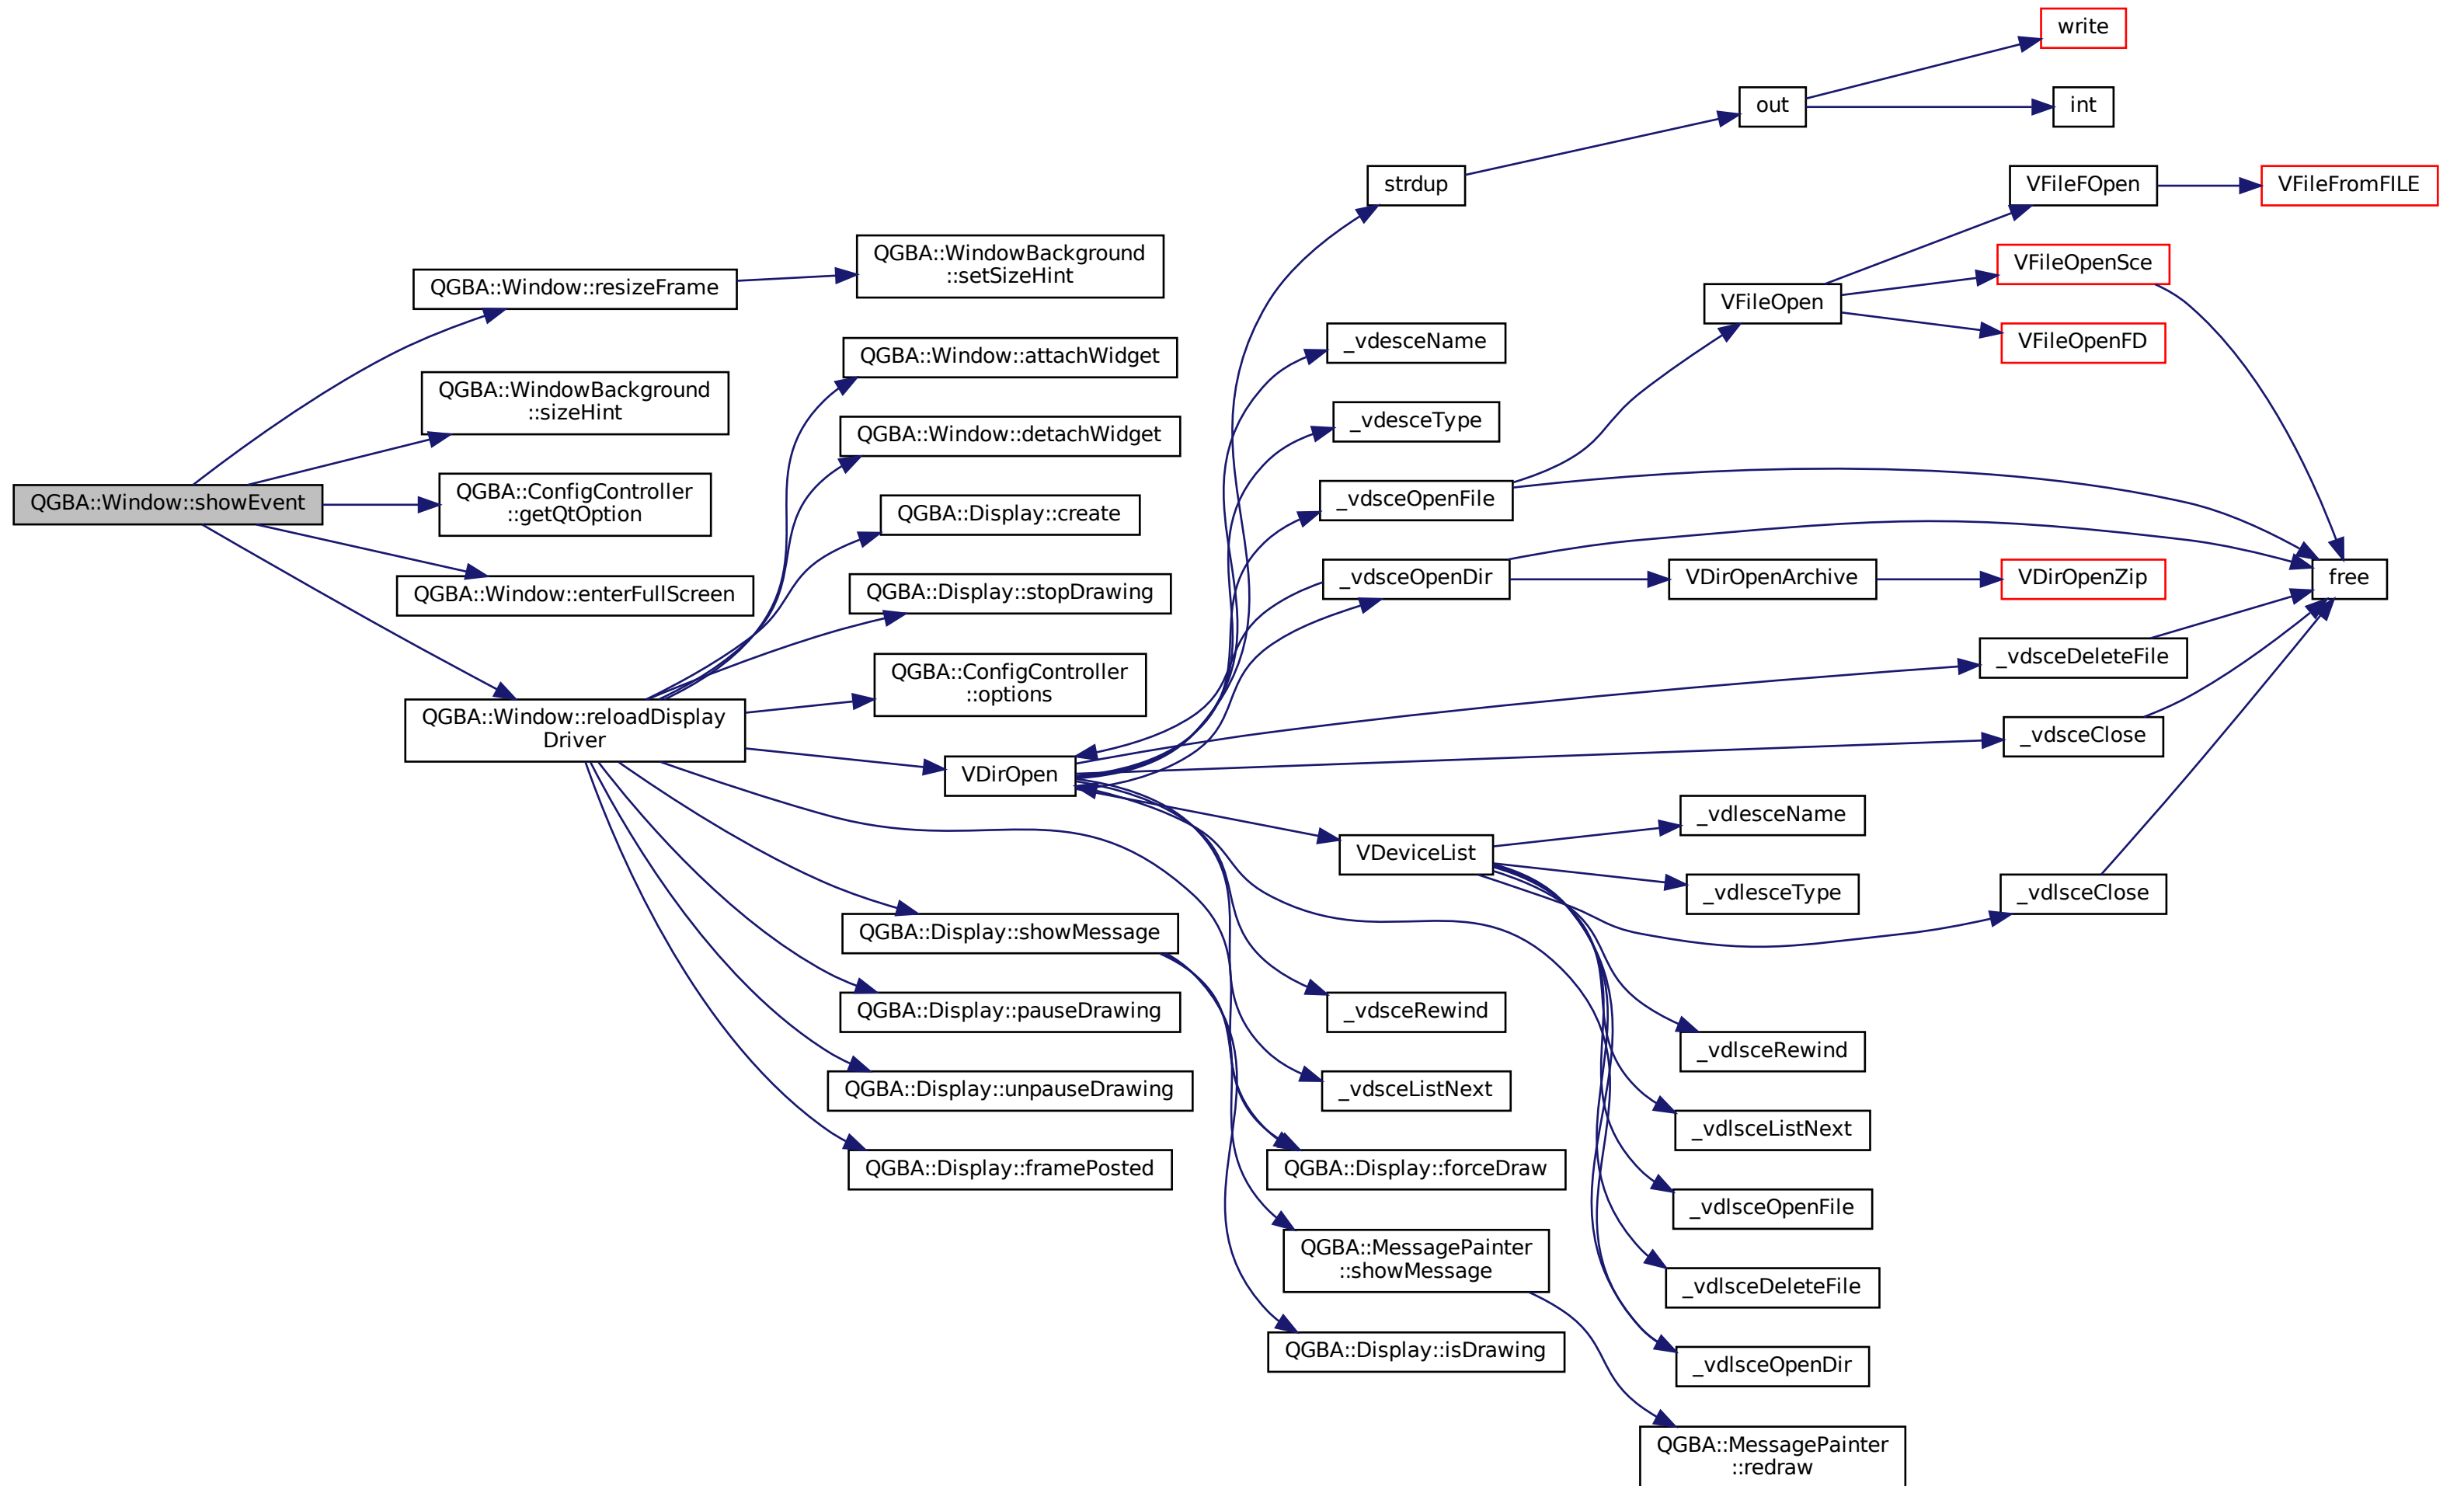 QGBA::Window::showEvent
QGBA::Window::resizeFrame
QGBA::WindowBackground
::sizeHint
QGBA::ConfigController
::getQtOption
QGBA::Window::enterFullScreen
QGBA::Window::reloadDisplay
Driver
QGBA::WindowBackground
::setSizeHint
QGBA::Window::attachWidget
QGBA::Window::detachWidget
QGBA::Display::create
QGBA::Display::stopDrawing
QGBA::ConfigController
::options
VDirOpen
QGBA::Display::showMessage
QGBA::Display::pauseDrawing
QGBA::Display::unpauseDrawing
QGBA::Display::framePosted
strdup
_vdesceName
_vdesceType
_vdsceOpenFile
_vdsceOpenDir
VDeviceList
_vdsceRewind
_vdsceListNext
QGBA::Display::forceDraw
QGBA::MessagePainter
::showMessage
QGBA::Display::isDrawing
out
VFileOpen
VDirOpenArchive
_vdlesceName
_vdlesceType
_vdlsceRewind
_vdlsceListNext
_vdlsceOpenFile
_vdlsceDeleteFile
_vdlsceOpenDir
QGBA::MessagePainter
::redraw
write
int
VFileFOpen
VFileOpenSce
VFileOpenFD
VDirOpenZip
_vdsceDeleteFile
_vdsceClose
_vdlsceClose
VFileFromFILE
free